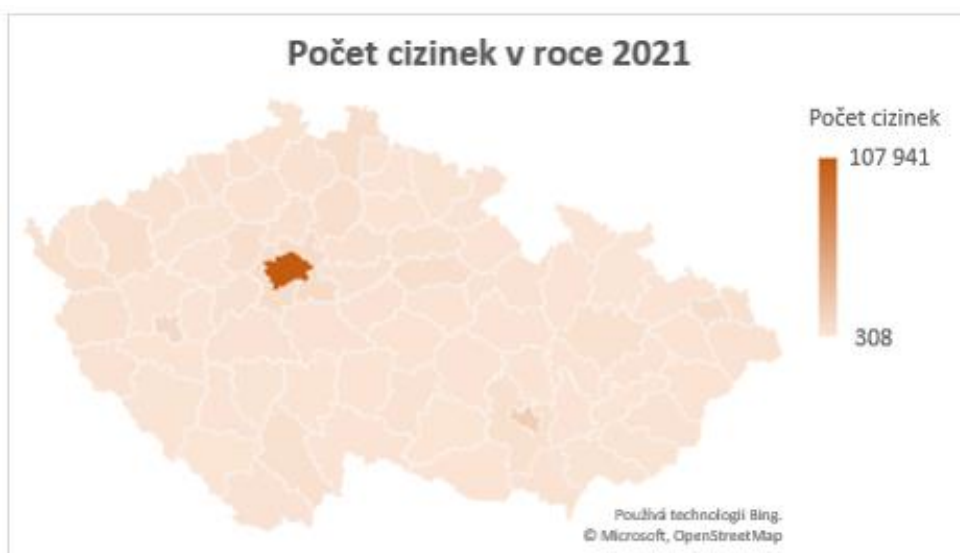 Počet cizinek v roce 2021
Počet cizinek
107 941
308
Používá technologii Bing.
© Microsoft, OpenStreetMap